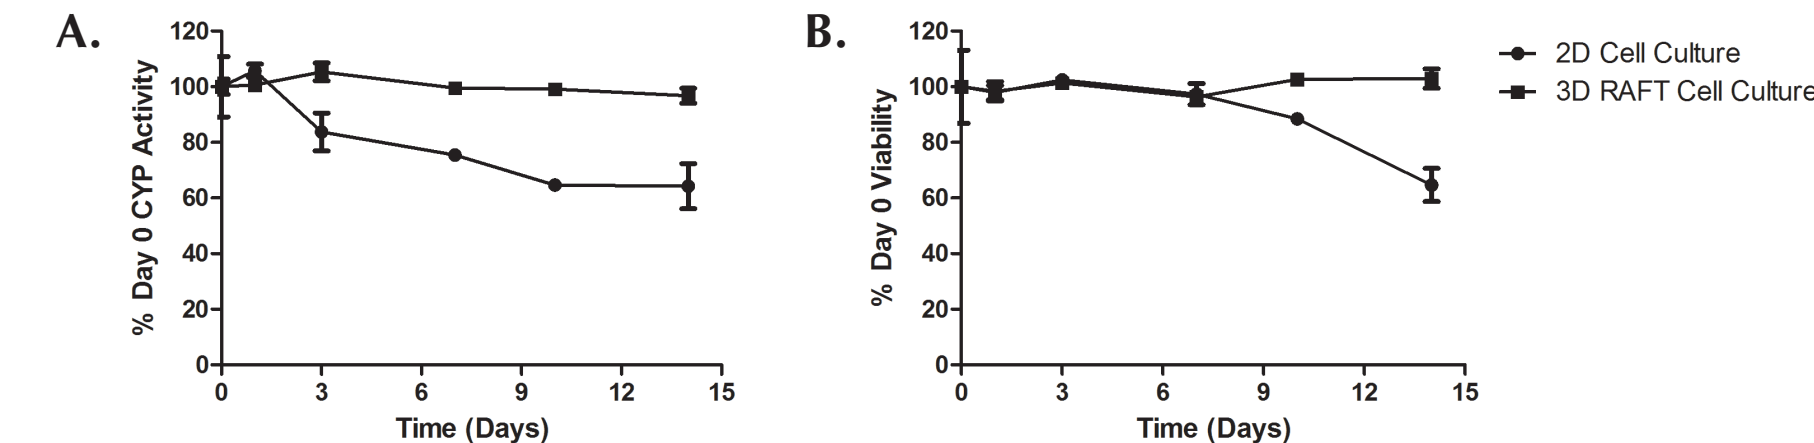 A.
% Day 0 CYP Activity
120
100
80
60
40
20
0
0 3 6 9 12 15
Time (Days)
B.
% Day 0 Viability
120
100
80
60
40
20
0
0 3 6 9 12 15
Time (Days)
2D Cell Culture
3D RAFT Cell Culture